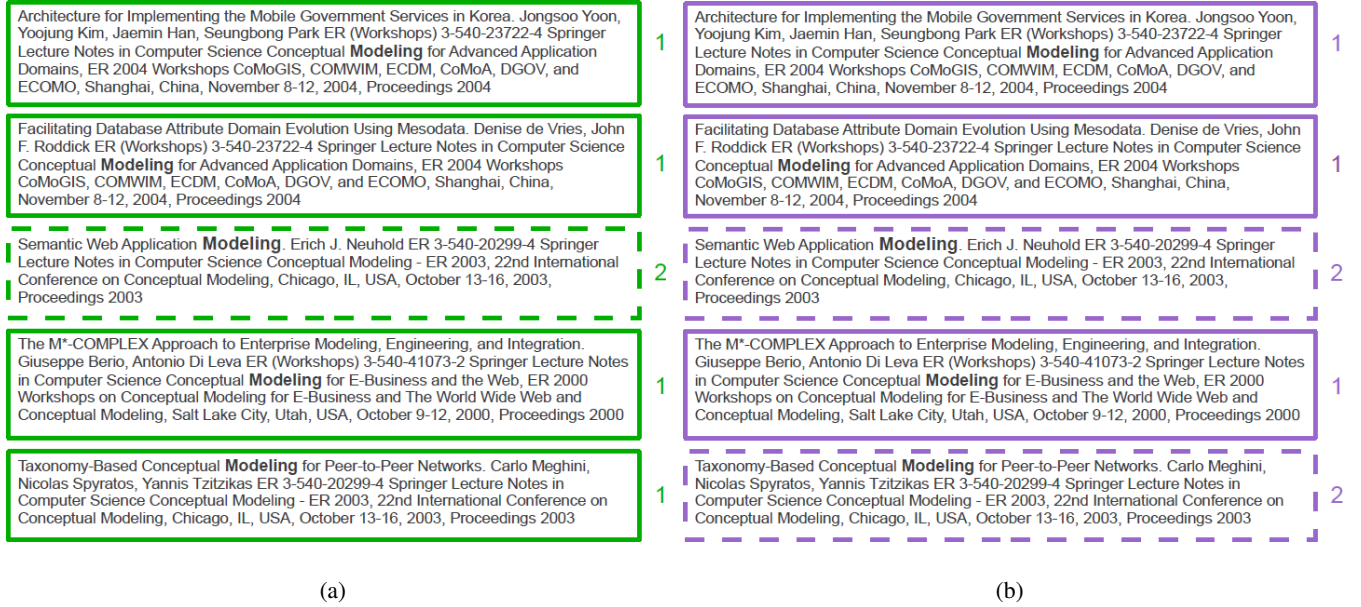 Architecture for Implementing the Mobile Government Services in Korea. Jongsoo Yoon,
Yoojung Kim, Jaemin Han, Seungbong Park ER (Workshops) 3-540-23722-4 Springer
Lecture Notes in Computer Science Conceptual Modeling for Advanced Application
Domains, ER 2004 Workshops CoMoGIS, COMWIM, ECDM, CoMoA, DGOV, and
ECOMO, Shanghai, China, November 8-12, 2004, Proceedings 2004
1
Facilitating Database Attribute Domain Evolution Using Mesodata. Denise de Vries, John
F. Roddick ER (Workshops) 3-540-23722-4 Springer Lecture Notes in Computer Science
Conceptual Modeling for Advanced Application Domains, ER 2004 Workshops
CoMoGIS, COMWIM, ECDM, CoMoA, DGOV, and ECOMO, Shanghai, China,
November 8-12, 2004, Proceedings 2004
1
Semantic Web Application Modeling. Erich J. Neuhold ER 3-540-20299-4 Springer
Lecture Notes in Computer Science Conceptual Modeling - ER 2003, 22nd International
Conference on Conceptual Modeling, Chicago, IL, USA, October 13-16, 2003,
Proceedings 2003
2
The M*-COMPLEX Approach to Enterprise Modeling, Engineering, and Integration.
Giuseppe Berio, Antonio Di Leva ER (Workshops) 3-540-41073-2 Springer Lecture Notes
in Computer Science Conceptual Modeling for E-Business and the Web, ER 2000
Workshops on Conceptual Modeling for E-Business and The World Wide Web and
Conceptual Modeling, Salt Lake City, Utah, USA, October 9-12, 2000, Proceedings 2000
1
Taxonomy-Based Conceptual Modeling for Peer-to-Peer Networks. Carlo Meghini,
Nicolas Spyratos, Yannis Tzitzikas ER 3-540-20299-4 Springer Lecture Notes in
Computer Science Conceptual Modeling - ER 2003, 22nd International Conference on
Conceptual Modeling, Chicago, IL, USA, October 13-16, 2003, Proceedings 2003
1
(a)
Architecture for Implementing the Mobile Government Services in Korea. Jongsoo Yoon,
Yoojung Kim, Jaemin Han, Seungbong Park ER (Workshops) 3-540-23722-4 Springer
Lecture Notes in Computer Science Conceptual Modeling for Advanced Application
Domains, ER 2004 Workshops CoMoGIS, COMWIM, ECDM, CoMoA, DGOV, and
ECOMO, Shanghai, China, November 8-12, 2004, Proceedings 2004
1
Facilitating Database Attribute Domain Evolution Using Mesodata. Denise de Vries, John
F. Roddick ER (Workshops) 3-540-23722-4 Springer Lecture Notes in Computer Science
Conceptual Modeling for Advanced Application Domains, ER 2004 Workshops
CoMoGIS, COMWIM, ECDM, CoMoA, DGOV, and ECOMO, Shanghai, China,
November 8-12, 2004, Proceedings 2004
1
Semantic Web Application Modeling. Erich J. Neuhold ER 3-540-20299-4 Springer
Lecture Notes in Computer Science Conceptual Modeling - ER 2003, 22nd International
Conference on Conceptual Modeling, Chicago, IL, USA, October 13-16, 2003,
Proceedings 2003
2
The M*-COMPLEX Approach to Enterprise Modeling, Engineering, and Integration.
Giuseppe Berio, Antonio Di Leva ER (Workshops) 3-540-41073-2 Springer Lecture Notes
in Computer Science Conceptual Modeling for E-Business and the Web, ER 2000
Workshops on Conceptual Modeling for E-Business and The World Wide Web and
Conceptual Modeling, Salt Lake City, Utah, USA, October 9-12, 2000, Proceedings 2000
1
Taxonomy-Based Conceptual Modeling for Peer-to-Peer Networks. Carlo Meghini,
Nicolas Spyratos, Yannis Tzitzikas ER 3-540-20299-4 Springer Lecture Notes in
Computer Science Conceptual Modeling - ER 2003, 22nd International Conference on
Conceptual Modeling, Chicago, IL, USA, October 13-16, 2003, Proceedings 2003
2
(b)